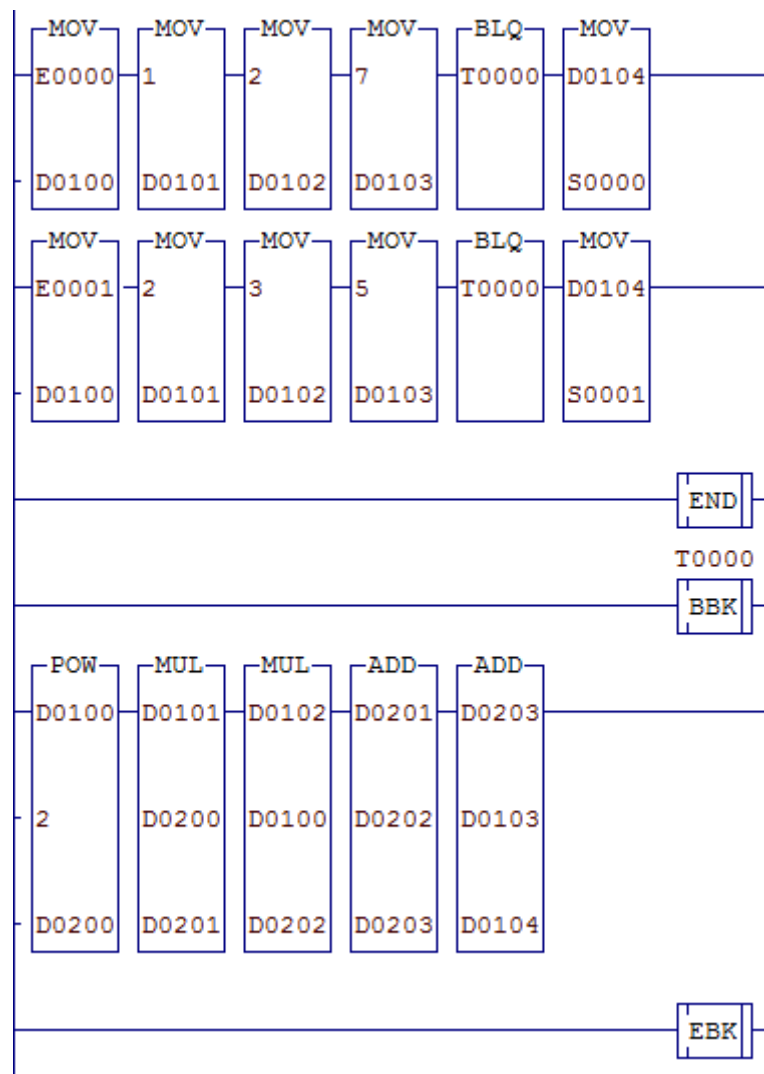 MOV MOV MOV MOV BLQ MOV
E0000 1 2 7 T0000 D0104
D0100 D0101 D0102 D0103 S0000
MOV MOV MOV MOV BLQ MOV
E0001 2 3 5 T0000 D0104
D0100 D0101 D0102 D0103 S0001
END
T0000
BBK
POW MUL MUL ADD ADD
D0100 D0101 D0102 D0201 D0203
2 D0200 D0100 D0202 D0103
D0200 D0201 D0202 D0203 D0104
EBK